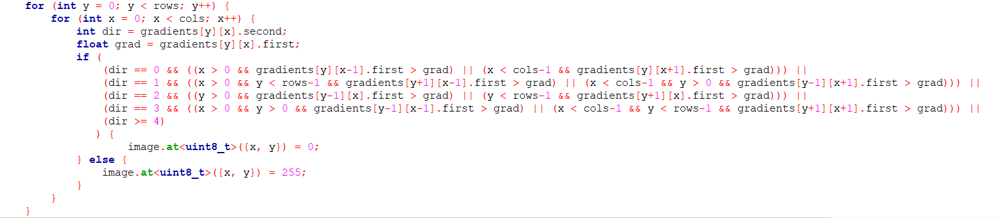 for (int y = 0; y < rows; y++) {
    for (int x = 0; x < cols; x++) {
        int dir = gradients[y][x].second;
        float grad = gradients[y][x].first;
        if (
            (dir == 0 && ((x > 0 && gradients[y][x-1].first > grad) || (x < cols-1 && gradients[y][x+1].first > grad))) ||
            (dir == 1 && ((x > 0 && y < rows-1 && gradients[y+1][x-1].first > grad) || (x < cols-1 && y > 0 && gradients[y-1][x+1].first > grad))) ||
            (dir == 2 && ((y > 0 && gradients[y-1][x].first > grad) || (y < rows-1 && gradients[y+1][x].first > grad))) ||
            (dir == 3 && ((x > 0 && y > 0 && gradients[y-1][x-1].first > grad) || (x < cols-1 && y < rows-1 && gradients[y+1][x+1].first > grad))) ||
            (dir >= 4)
           ) {
                image.at<uint8_t>({x, y}) = 0;
        } else {
            image.at<uint8_t>({x, y}) = 255;
        }
    }
}